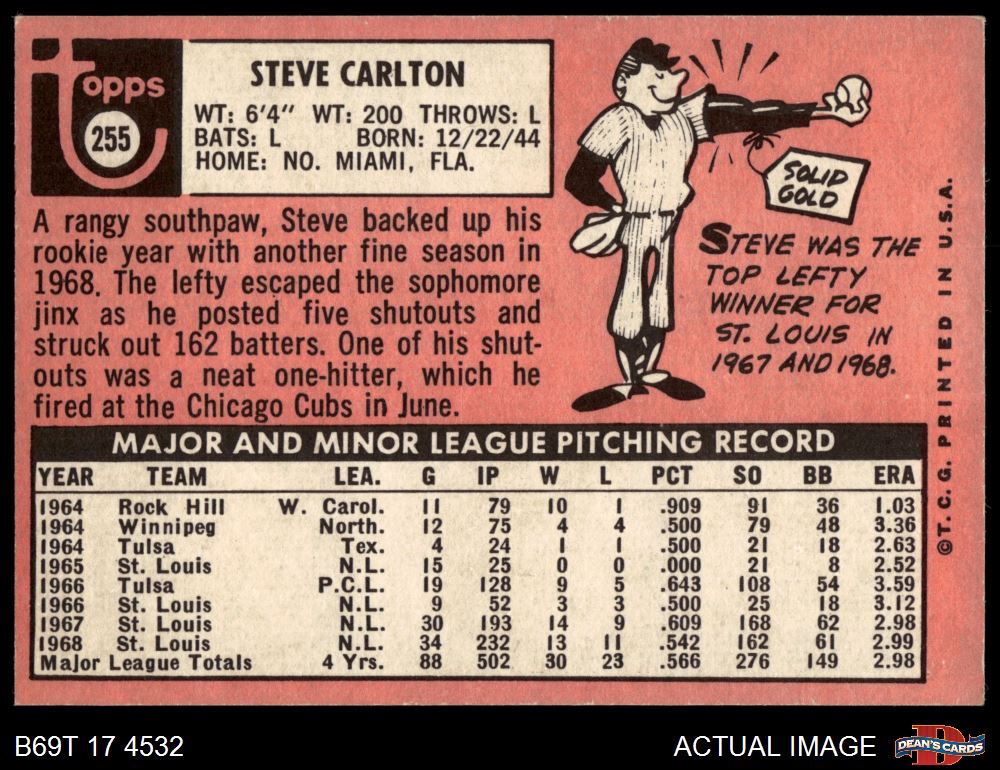 Topps
255
STEVE CARLTON
WT: 6'4" WT: 200 THROWS: L
BATS: L BORN: 12/22/44
HOME: NO. MIAMI, FLA.
A rangy southpaw, Steve backed up his
rookie year with another fine season in
1968. The lefty escaped the sophomore
jinx as he posted five shutouts and
struck out 162 batters. One of his shut-
outs was a neat one-hitter, which he
fired at the Chicago Cubs in June.
SOLID
GOLD
STEVE WAS THE
TOP LEFTY
WINNER FOR
ST. LOUIS IN
1967 AND 1968.
©T.C.G. PRINTED IN U.S.A.
MAJOR AND MINOR LEAGUE PITCHING RECORD
YEAR TEAM LEA. G IP W L PCT SO BB ERA
1964 Rock Hill W. Carol. 11 79 10 1 .909 91 36 1.03
1964 Winnipeg North. 12 75 4 4 .500 79 48 3.36
1964 Tulsa Tex. 4 24 1 1 .500 21 18 2.63
1965 St. Louis N.L. 15 25 0 0 .000 21 8 2.52
1966 Tulsa P.C.L. 19 128 9 5 .643 108 54 3.59
1966 St. Louis N.L. 9 52 3 3 .500 25 18 3.12
1967 St. Louis N.L. 30 193 14 9 .609 168 62 2.98
1968 St. Louis N.L. 34 232 13 11 .542 162 61 2.99
Major League Totals 4 Yrs. 88 502 30 23 .566 276 149 2.98
B69T 17 4532
ACTUAL IMAGE
DEAN'S CARDS